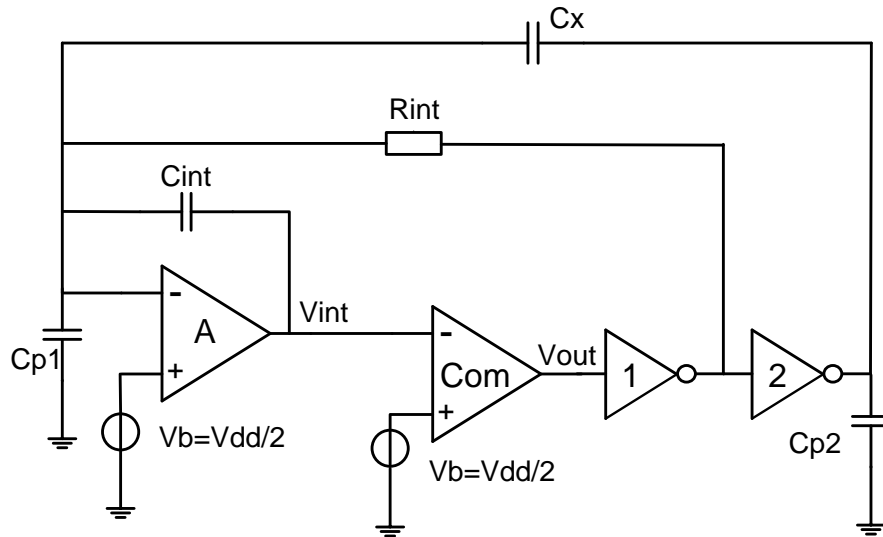 Cx
Rint
Cint
-
A
+
Vint
Cp1
Vb=Vdd/2
-
Com
+
Vout
1
2
Vb=Vdd/2
Cp2